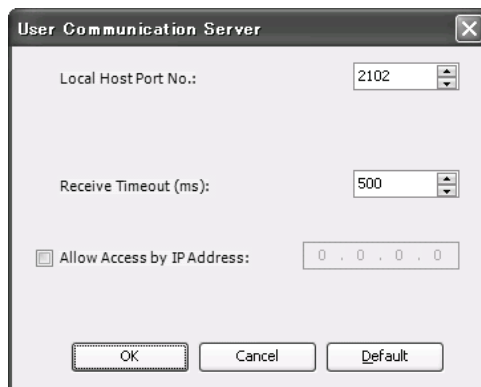 User Communication Server
Local Host Port No.: 2102
Receive Timeout (ms): 500
Allow Access by IP Address: 0 . 0 . 0 . 0
OK Cancel Default